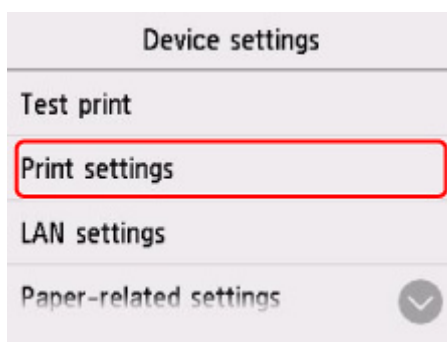 Device settings
Test print
Print settings
LAN settings
Paper-related settings